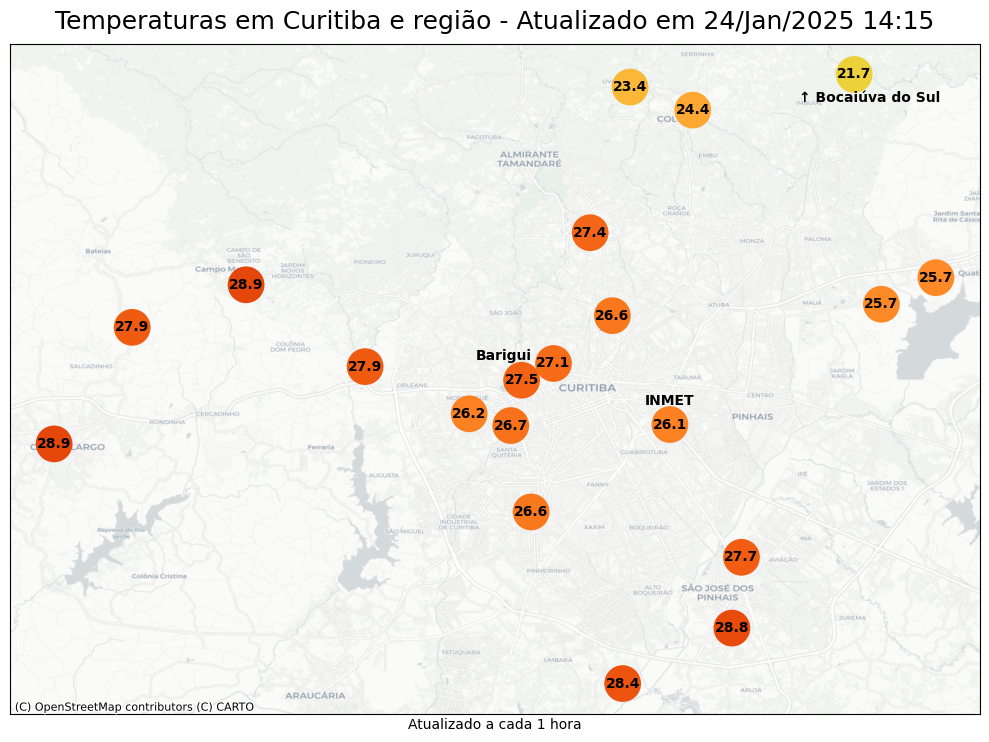 Temperaturas em Curitiba e região - Atualizado em 24/Jan/2025 14:15
SERRINHA
21.7
23.4
↑ Bocaiúva do Sul
24.4
PACOTUBA
ALMIRANTE
TAMANDARÉ
EMBU
JARDIM SANTA
Rita de Cássia
ROÇA
GRANDE
27.4
MONZA
PALOMA
Bateias
CAMPO DE
SÃO
BENEDITO
JURUQUI
PIONEIRO
JARDIM
NOVOS
HORIZONTES
Campo
28.9
25.7
25.7
MAUÁ
ATUBA
SÃO JOÃO
26.6
27.9
COLÔNIA
DOM PEDRO
Barigui
27.1
SALGADINHO
27.9
27.5
TARUMÃ
JARDIM
KARLA
ORLEANS
CURITIBA
CENTRO
INMET
26.2
CERCADINHO
RONDINHA
26.7
26.1
PINHAIS
28.9
LARGO
Ferraria
SANTA
QUITÉRIA
GUABIROTUBA
AUGUSTA
IPÊ
FANNY
JARDIM DOS
ESTADOS I
26.6
CIDADE
INDUSTRIAL
DE CURITIBA
XAXIM
BOQUEIRÃO
SÃO MIGUEL
Represa do Rio
Verde
INÁ
27.7
AVIAÇÃO
PINHEIRINHO
Colônia Cristina
ALTO
BOQUEIRÃO
SÃO JOSÉ DOS
PINHAIS
JUREMA
28.8
TATUQUARA
UMBARÁ
28.4
ARUJÁ
ARAUCÁRIA
(C) OpenStreetMap contributors (C) CARTO
Atualizado a cada 1 hora